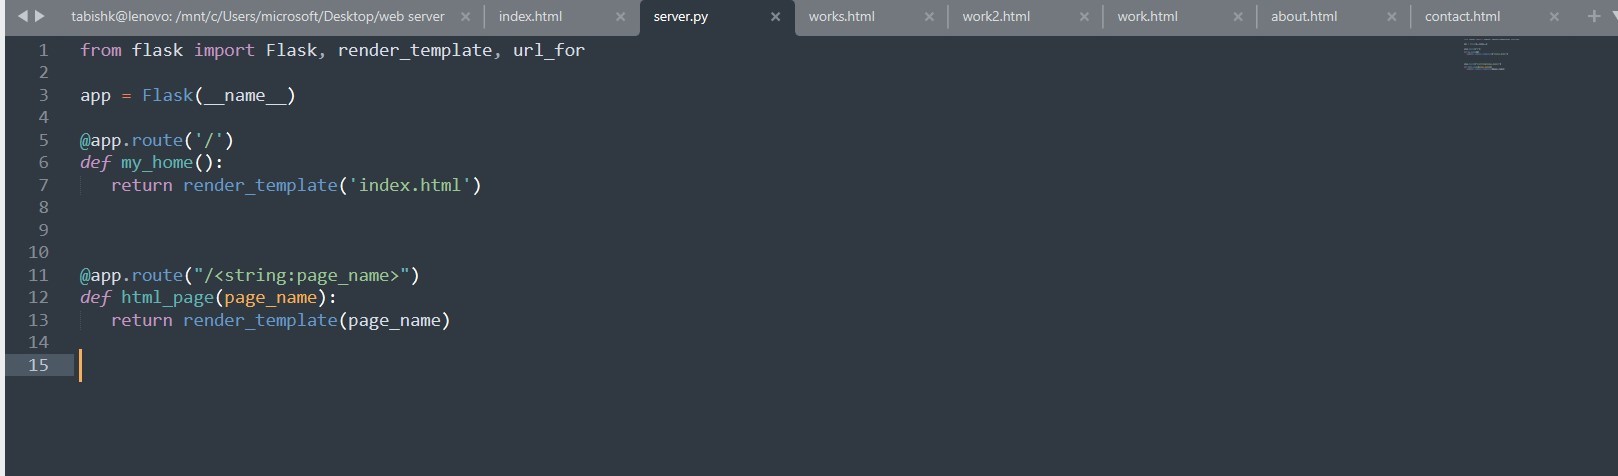 tabishk@lenovo: /mnt/c/Users/microsoft/Desktop/web server × index.html × server.py × works.html × work2.html × work.html × about.html × contact.html × +
1 from flask import Flask, render_template, url_for
2
3 app = Flask(__name__)
4
5 @app.route('/')
6 def my_home():
7    return render_template('index.html')
8
9
10
11 @app.route("/<string:page_name>")
12 def html_page(page_name):
13    return render_template(page_name)
14
15